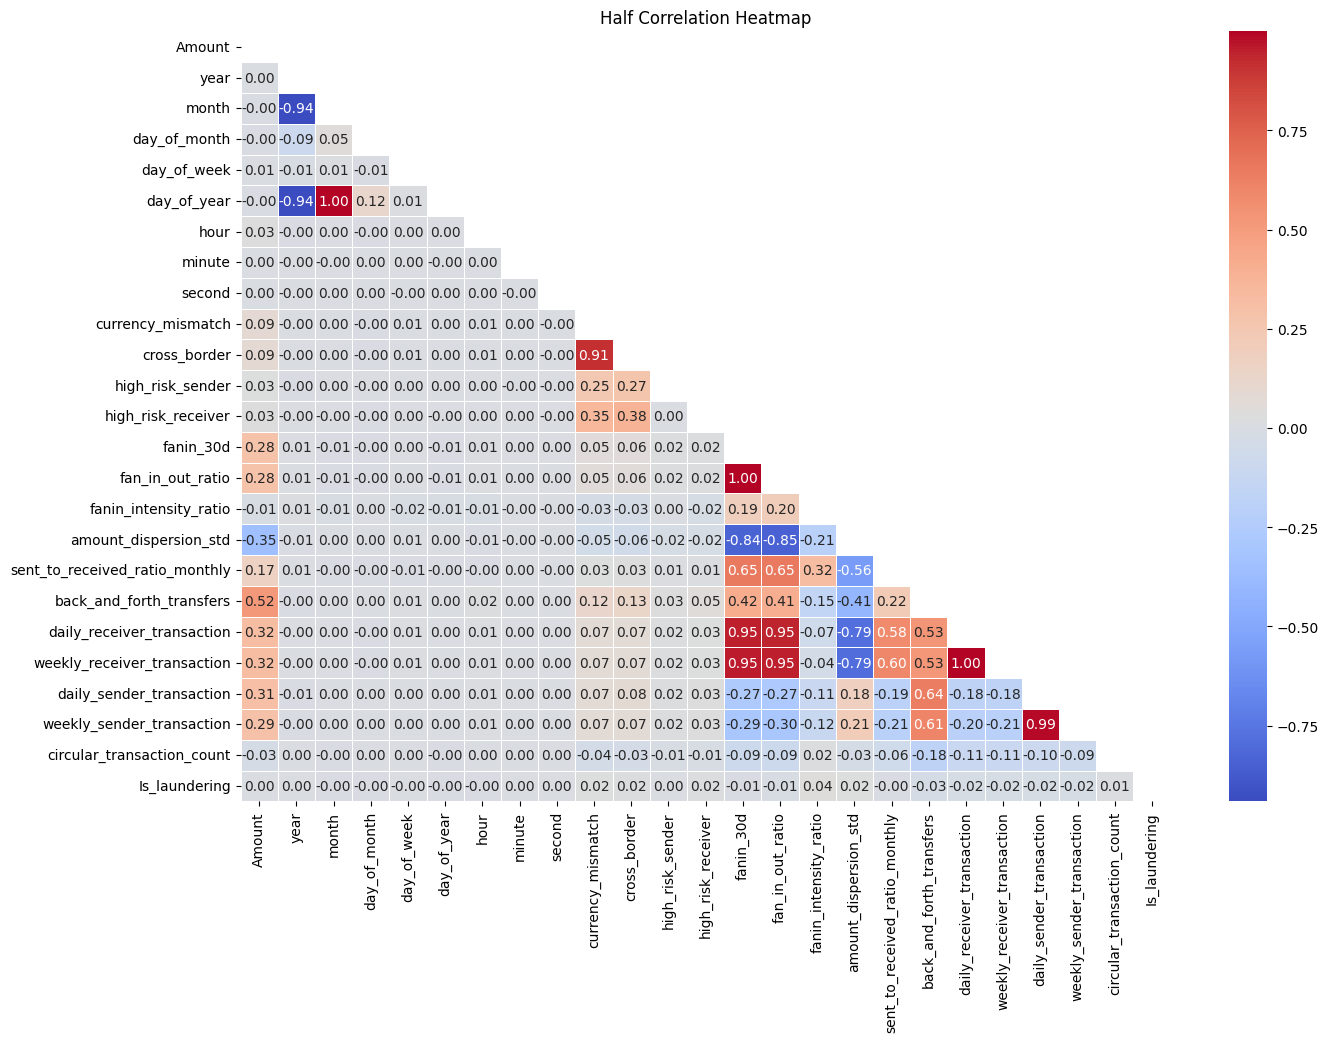 Half Correlation Heatmap
Amount
year 0.00
month -0.00 -0.94
day_of_month -0.00 -0.09 0.05
day_of_week 0.01 -0.01 0.01 -0.01
day_of_year -0.00 -0.94 1.00 0.12 0.01
hour 0.03 -0.00 0.00 -0.00 0.00 0.00
minute 0.00 0.00 -0.00 0.00 0.00 -0.00 0.00
second 0.00 -0.00 0.00 0.00 -0.00 0.00 0.00 -0.00
currency_mismatch 0.09 -0.00 0.00 -0.00 0.01 0.00 0.01 0.00 -0.00
cross_border 0.09 -0.00 0.00 -0.00 0.01 0.00 0.01 0.00 -0.00 0.91
high_risk_sender 0.03 -0.00 0.00 -0.00 0.00 0.00 0.00 -0.00 -0.00 0.25 0.27
high_risk_receiver 0.03 -0.00 0.00 -0.00 0.00 -0.00 0.00 0.00 -0.00 0.35 0.38 0.00
fanin_30d 0.28 0.01 -0.01 -0.00 0.00 -0.01 0.01 0.00 0.00 0.05 0.06 0.02 0.02
fan_in_out_ratio 0.28 0.01 -0.01 -0.00 0.00 -0.01 0.01 0.00 0.00 0.05 0.06 0.02 0.02 1.00
fanin_intensity_ratio -0.01 0.01 -0.01 0.00 -0.02 -0.01 -0.01 0.00 0.00 -0.03 -0.03 0.00 -0.02 0.19 0.20
amount_dispersion_std -0.35 -0.01 0.00 0.00 0.01 0.00 -0.01 -0.00 -0.00 -0.05 -0.06 -0.02 -0.02 -0.84 -0.85 -0.21
sent_to_received_ratio_monthly 0.17 0.01 -0.00 -0.00 -0.01 -0.00 0.00 0.00 -0.00 0.03 0.03 0.01 0.01 0.65 0.65 0.32 -0.56
back_and_forth_transfers 0.52 -0.00 0.00 0.00 0.01 0.00 0.02 0.00 0.00 0.12 0.13 0.03 0.05 0.42 0.41 -0.15 -0.41 0.22
daily_receiver_transaction 0.32 -0.00 0.00 0.00 0.01 0.00 0.01 0.00 0.00 0.07 0.07 0.02 0.03 0.95 0.95 -0.07 -0.79 0.58 0.53
weekly_receiver_transaction 0.32 -0.00 0.00 0.00 0.01 0.00 0.01 0.00 0.00 0.07 0.07 0.02 0.03 0.95 0.95 -0.04 -0.79 0.60 0.53 1.00
daily_sender_transaction 0.31 -0.01 0.00 0.00 0.00 0.00 0.01 0.00 0.00 0.07 0.08 0.02 0.03 -0.27 -0.27 -0.11 0.18 -0.19 0.64 -0.18 -0.18
weekly_sender_transaction 0.29 -0.00 0.00 0.00 0.00 0.00 0.01 0.00 0.00 0.07 0.07 0.02 0.03 -0.29 -0.30 -0.12 0.21 -0.21 0.61 -0.20 -0.21 0.99
circular_transaction_count -0.03 0.00 -0.00 0.00 -0.00 -0.00 -0.00 0.00 0.00 -0.04 -0.03 -0.01 -0.01 -0.09 -0.09 0.02 -0.03 -0.06 -0.18 -0.11 -0.11 -0.10 -0.09
Is_laundering 0.00 0.00 -0.00 -0.00 -0.00 -0.00 -0.00 0.00 0.00 0.02 0.02 0.00 0.02 -0.01 -0.01 0.04 0.02 -0.00 -0.03 -0.02 -0.02 -0.02 -0.02 0.01
Amount
year
month
day_of_month
day_of_week
day_of_year
hour
minute
second
currency_mismatch
cross_border
high_risk_sender
high_risk_receiver
fanin_30d
fan_in_out_ratio
fanin_intensity_ratio
amount_dispersion_std
sent_to_received_ratio_monthly
back_and_forth_transfers
daily_receiver_transaction
weekly_receiver_transaction
daily_sender_transaction
weekly_sender_transaction
circular_transaction_count
Is_laundering
0.75
0.50
0.25
0.00
−0.25
−0.50
−0.75